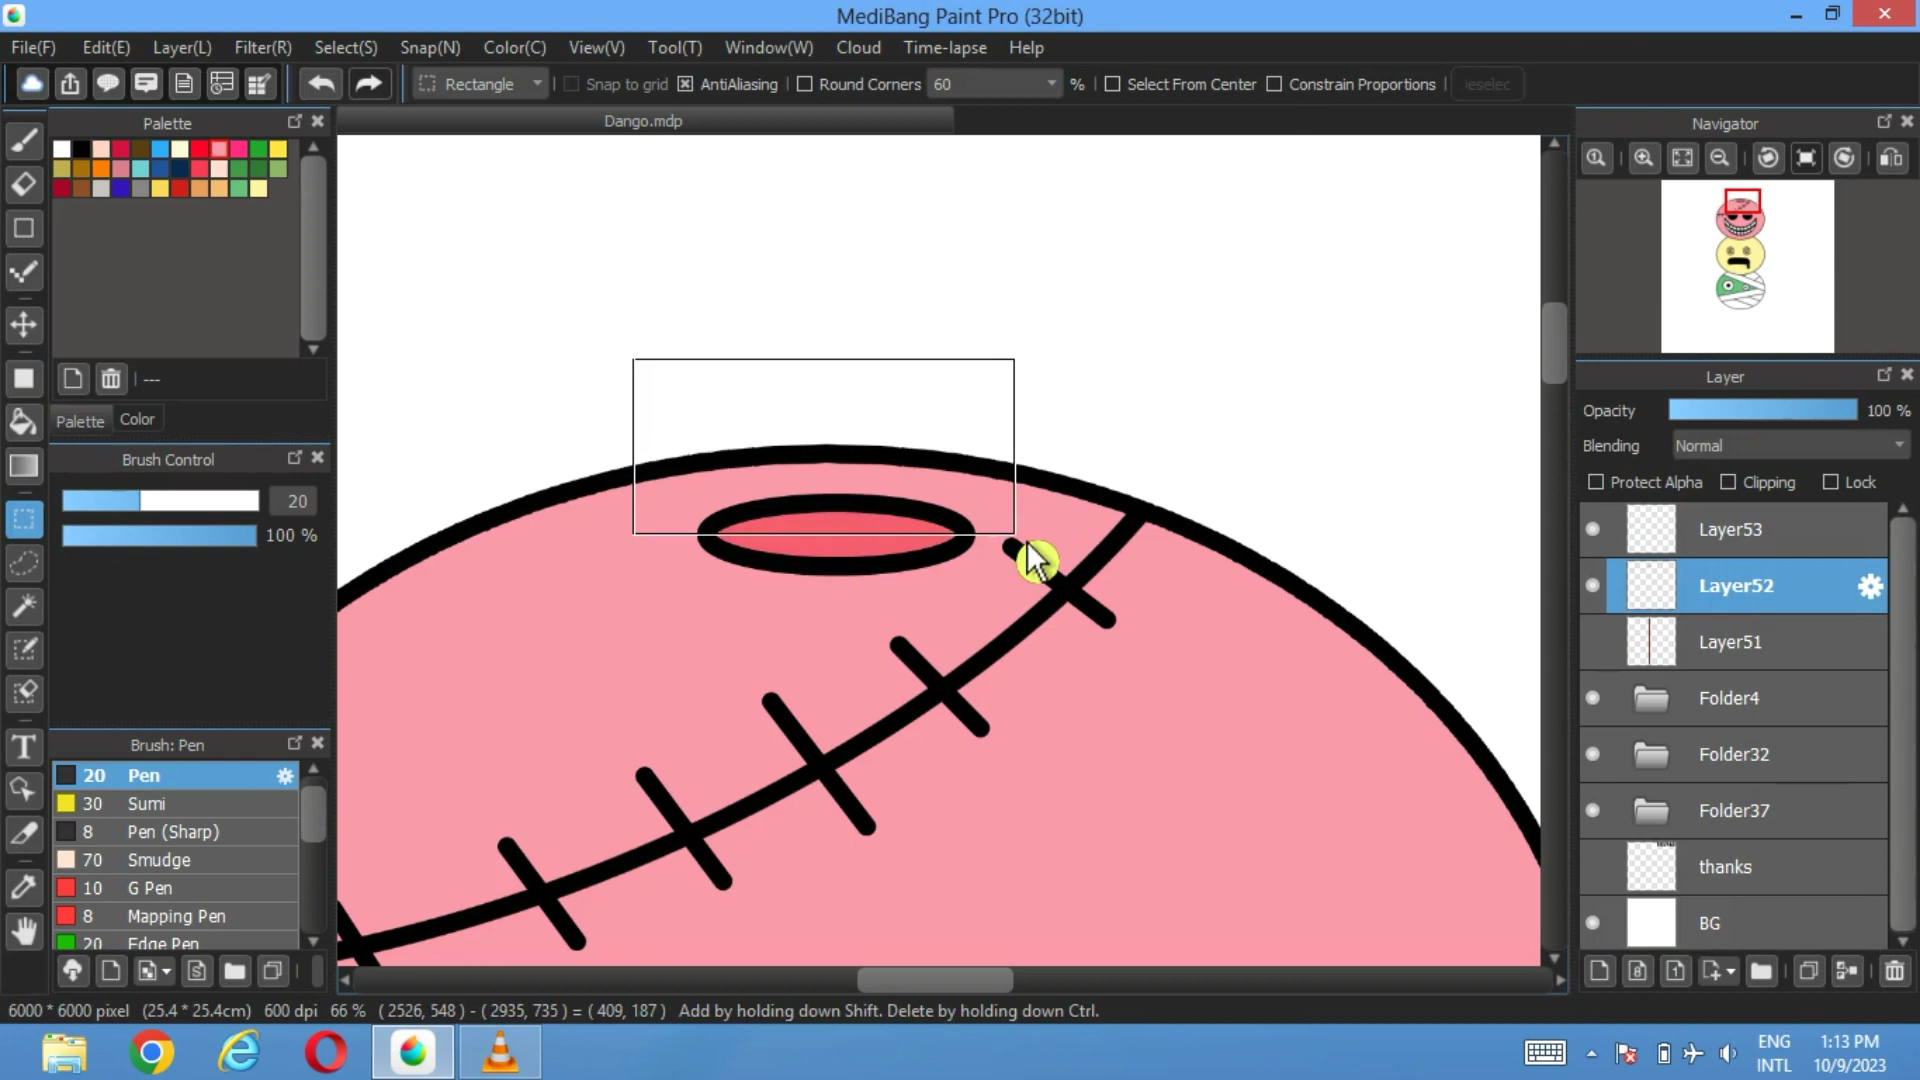 MediBang Paint Pro (32bit)
File(F) Edit(E) Layer(L) Filter(R) Select(S) Snap(N) Color(C) View(V) Tool(T) Window(W) Cloud Time-lapse Help
Rectangle Snap to grid AntiAliasing Round Corners 60 % Select From Center Constrain Proportions eselec
Palette
Dango.mdp
Navigator
---
Palette Color
Brush Control
20
100 %
Brush: Pen
20 Pen
30 Sumi
8 Pen (Sharp)
70 Smudge
10 G Pen
8 Mapping Pen
20 Edge Pen
Layer
Opacity 100 %
Blending Normal
Protect Alpha Clipping Lock
Layer53
Layer52
Layer51
Folder4
Folder32
Folder37
thanks
BG
6000 * 6000 pixel (25.4 * 25.4cm) 600 dpi 66 % ( 2526, 548 ) - ( 2935, 735 ) = ( 409, 187 ) Add by holding down Shift. Delete by holding down Ctrl.
ENG
INTL
1:13 PM
10/9/2023